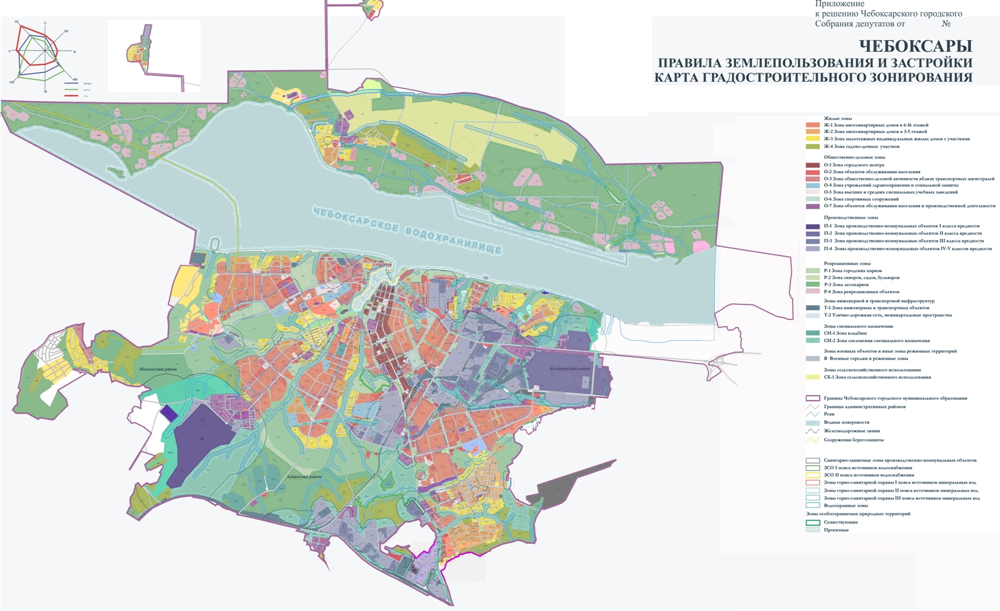 Приложение
к решению Чебоксарского городского
Собрания депутатов от №
ЧЕБОКСАРЫ
ПРАВИЛА ЗЕМЛЕПОЛЬЗОВАНИЯ И ЗАСТРОЙКИ
КАРТА ГРАДОСТРОИТЕЛЬНОГО ЗОНИРОВАНИЯ
С
СВ
В
ЮВ
Ю
ЮЗ
З
СЗ
ЧЕБОКСАРСКОЕ ВОДОХРАНИЛИЩЕ
Московский район
Калининский район
Ленинский район
Жилые зоны
Ж-1 Зона многоквартирных домов в 6-16 этажей
Ж-2 Зона многоквартирных домов в 3-5 этажей
Ж-3 Зона малоэтажных индивидуальных жилых домов с участками
Ж-4 Зона садово-дачных участков
Общественно-деловые зоны
О-1 Зона городского центра
О-2 Зона объектов обслуживания населения
О-3 Зона общественно-деловой активности вблизи транспортных магистралей
О-4 Зона учреждений здравоохранения и социальной защиты
О-5 Зона высших и средних специальных учебных заведений
О-6 Зона спортивных сооружений
О-7 Зона объектов обслуживания населения и производственной деятельности
Производственные зоны
П-1 Зона производственно-коммунальных объектов I класса вредности
П-2 Зона производственно-коммунальных объектов II класса вредности
П-3 Зона производственно-коммунальных объектов III класса вредности
П-4 Зоны производственно-коммунальных объектов IV-V классов вредности
Рекреационные зоны
Р-1 Зона городских парков
Р-2 Зона скверов, садов, бульваров
Р-3 Зона лесопарков
Р-4 Зона рекреационных объектов
Зоны инженерной и транспортной инфраструктур
Т-1 Зона инженерных и транспортных объектов
Т-2 Улично-дорожная сеть, межквартальные пространства
Зоны специального назначения
СН-1 Зона кладбищ
СН-2 Зона озеленения специального назначения
Зоны военных объектов и иные зоны режимных территорий
В Военные городки и режимные зоны
Зоны сельскохозяйственного использования
СХ-1 Зона сельскохозяйственного использования
Граница Чебоксарского городского муниципального образования
Границы административных районов
Реки
Водные поверхности
Железнодорожные линии
Сооружения берегозащиты
Санитарно-защитные зоны производственно-коммунальных объектов
ЗСО I пояса источников водоснабжения
ЗСО II пояса источников водоснабжения
Зоны горно-санитарной охраны I пояса источников минеральных вод
Зоны горно-санитарной охраны II пояса источников минеральных вод
Зоны горно-санитарной охраны III пояса источников минеральных вод
Водоохранные зоны
Зоны особоохраняемых природных территорий
Существующие
Проектные